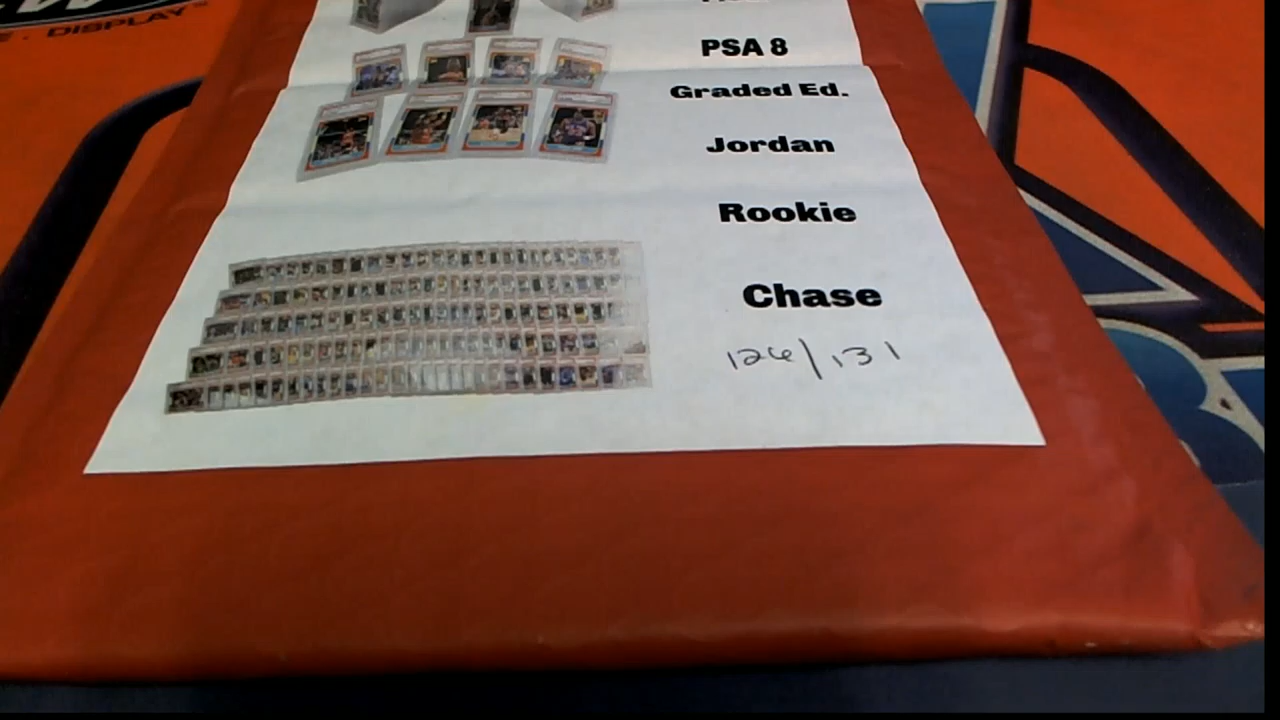 DISPLAY
PSA 8
Graded Ed.
Jordan
Rookie
Chase
126/131